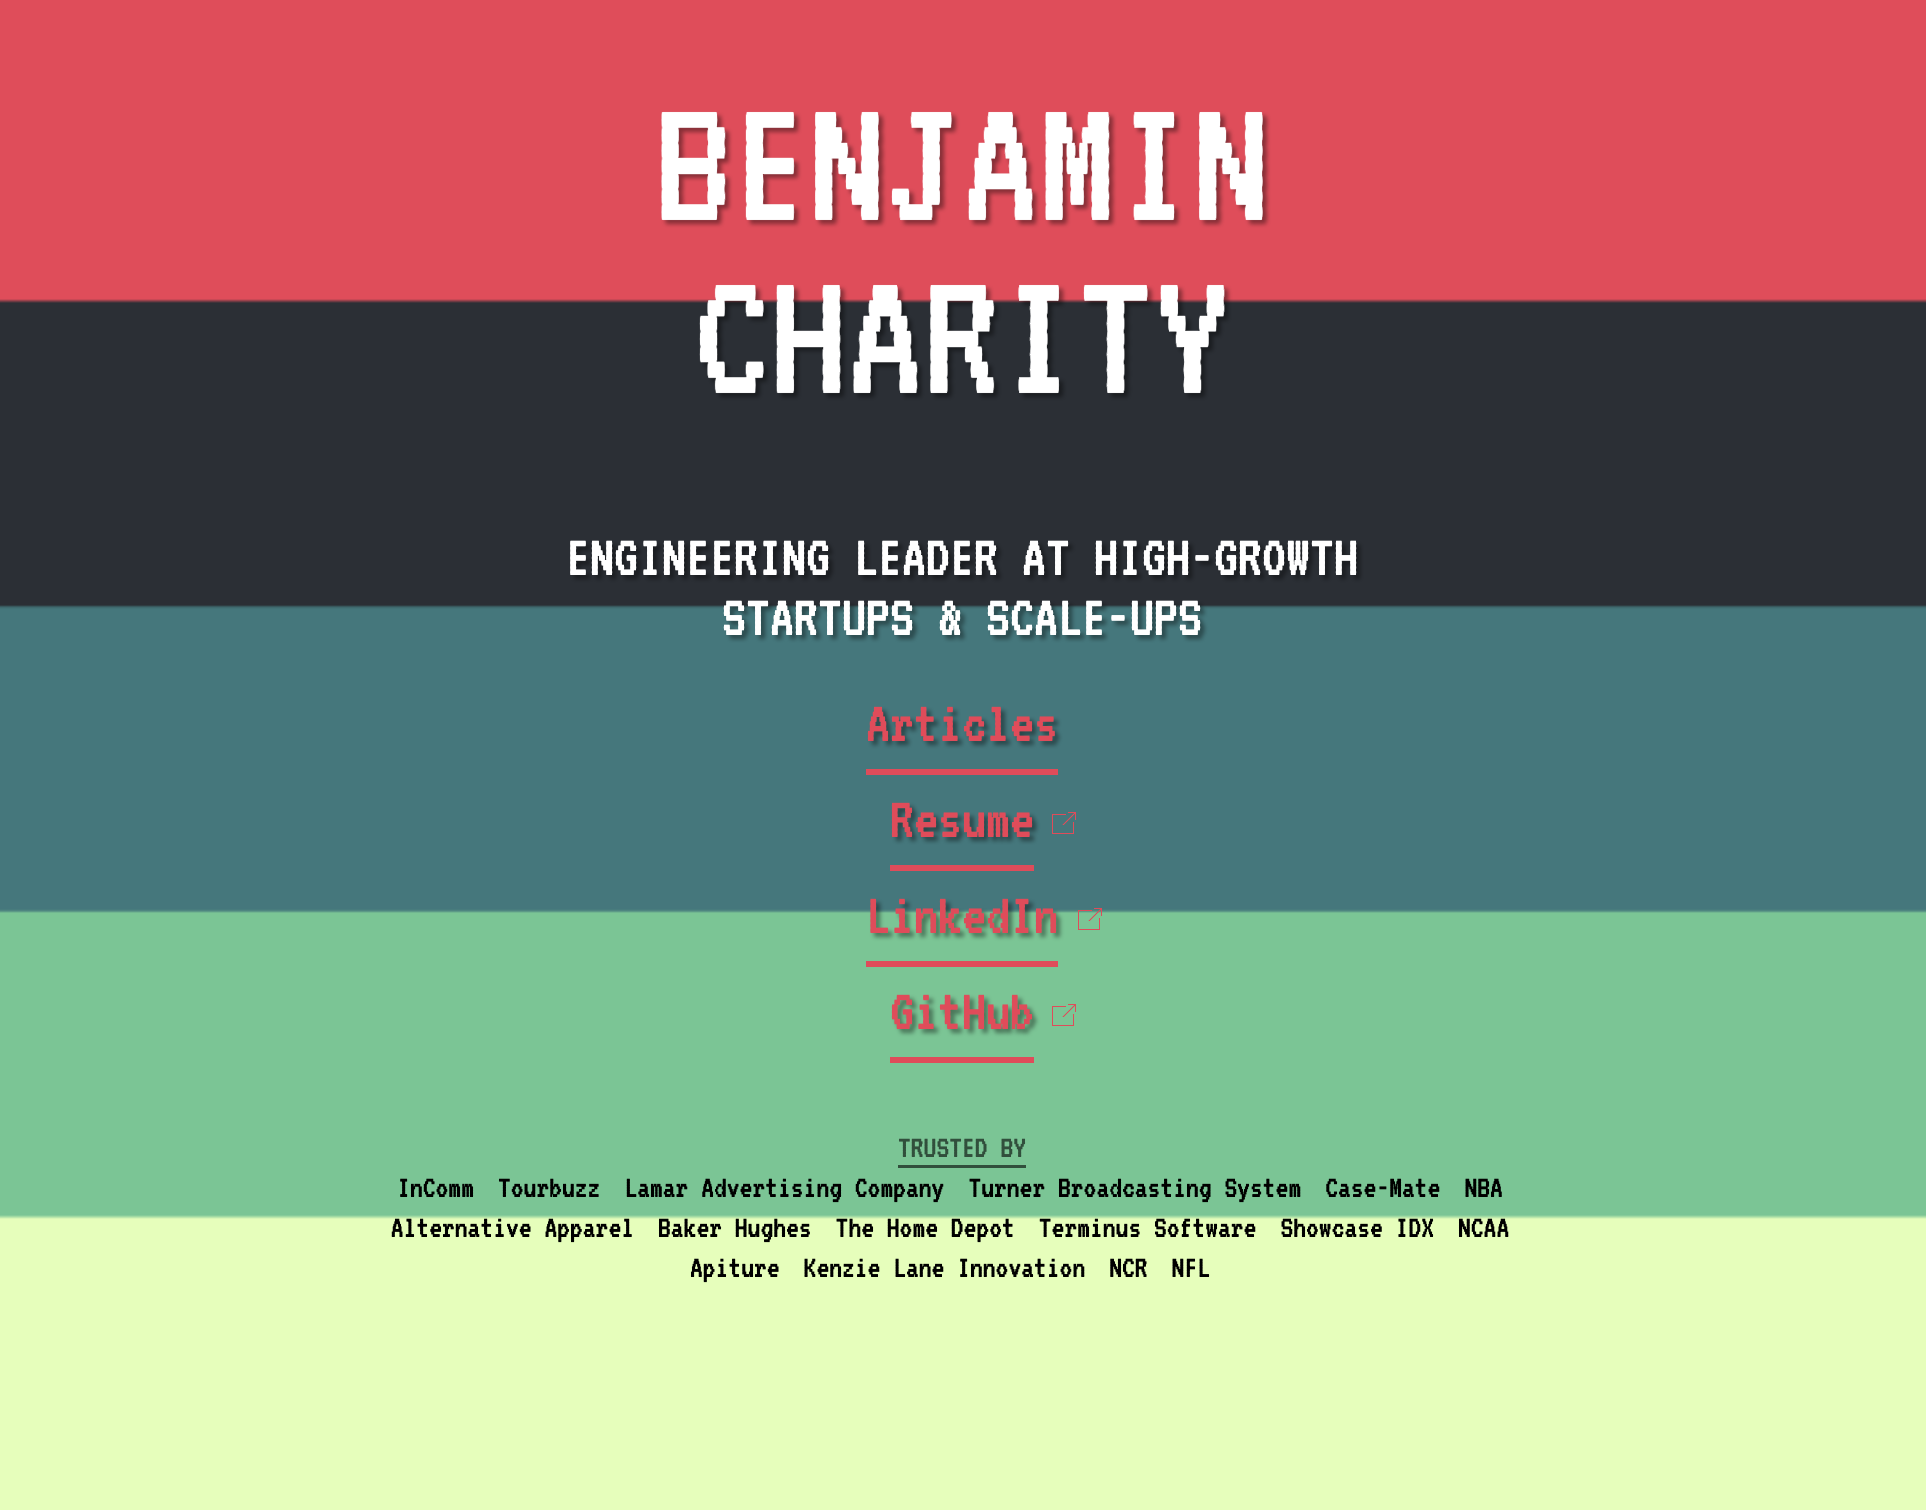 BENJAMIN
CHARITY
ENGINEERING LEADER AT HIGH-GROWTH
STARTUPS & SCALE-UPS
Articles
Resume
LinkedIn
GitHub
TRUSTED BY
InComm Tourbuzz Lamar Advertising Company Turner Broadcasting System Case-Mate NBA
Alternative Apparel Baker Hughes The Home Depot Terminus Software Showcase IDX NCAA
Apiture Kenzie Lane Innovation NCR NFL